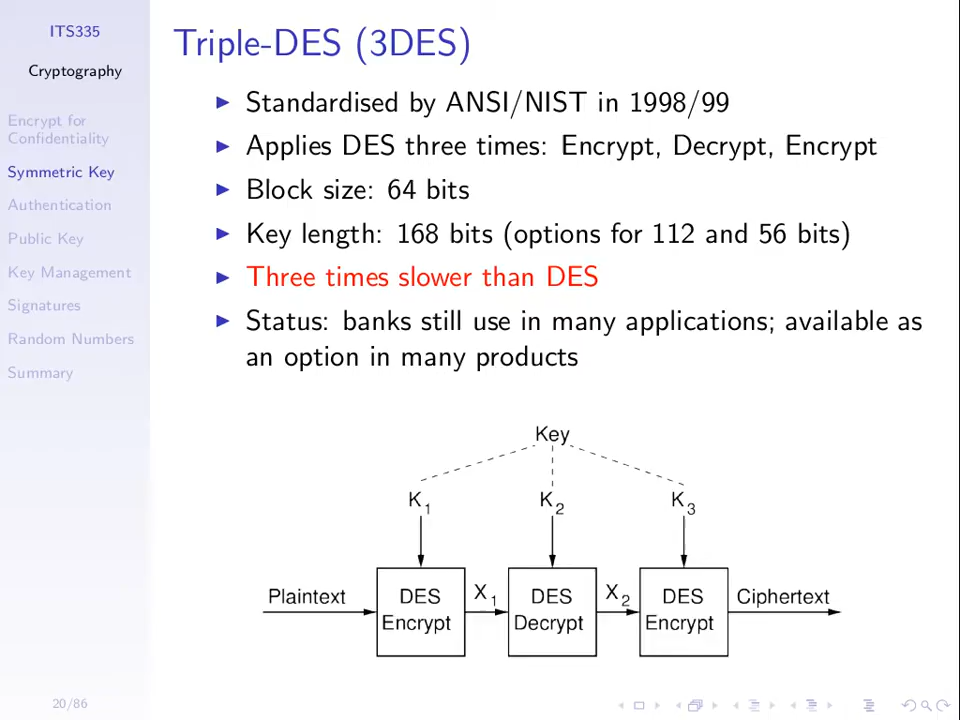 ITS335
Cryptography
Encrypt for
Confidentiality
Symmetric Key
Authentication
Public Key
Key Management
Signatures
Random Numbers
Summary
20/86
Triple-DES (3DES)
Standardised by ANSI/NIST in 1998/99
Applies DES three times: Encrypt, Decrypt, Encrypt
Block size: 64 bits
Key length: 168 bits (options for 112 and 56 bits)
Three times slower than DES
Status: banks still use in many applications; available as
an option in many products
Key
K1 K2 K3
Plaintext DES Encrypt X1 DES Decrypt X2 DES Encrypt Ciphertext